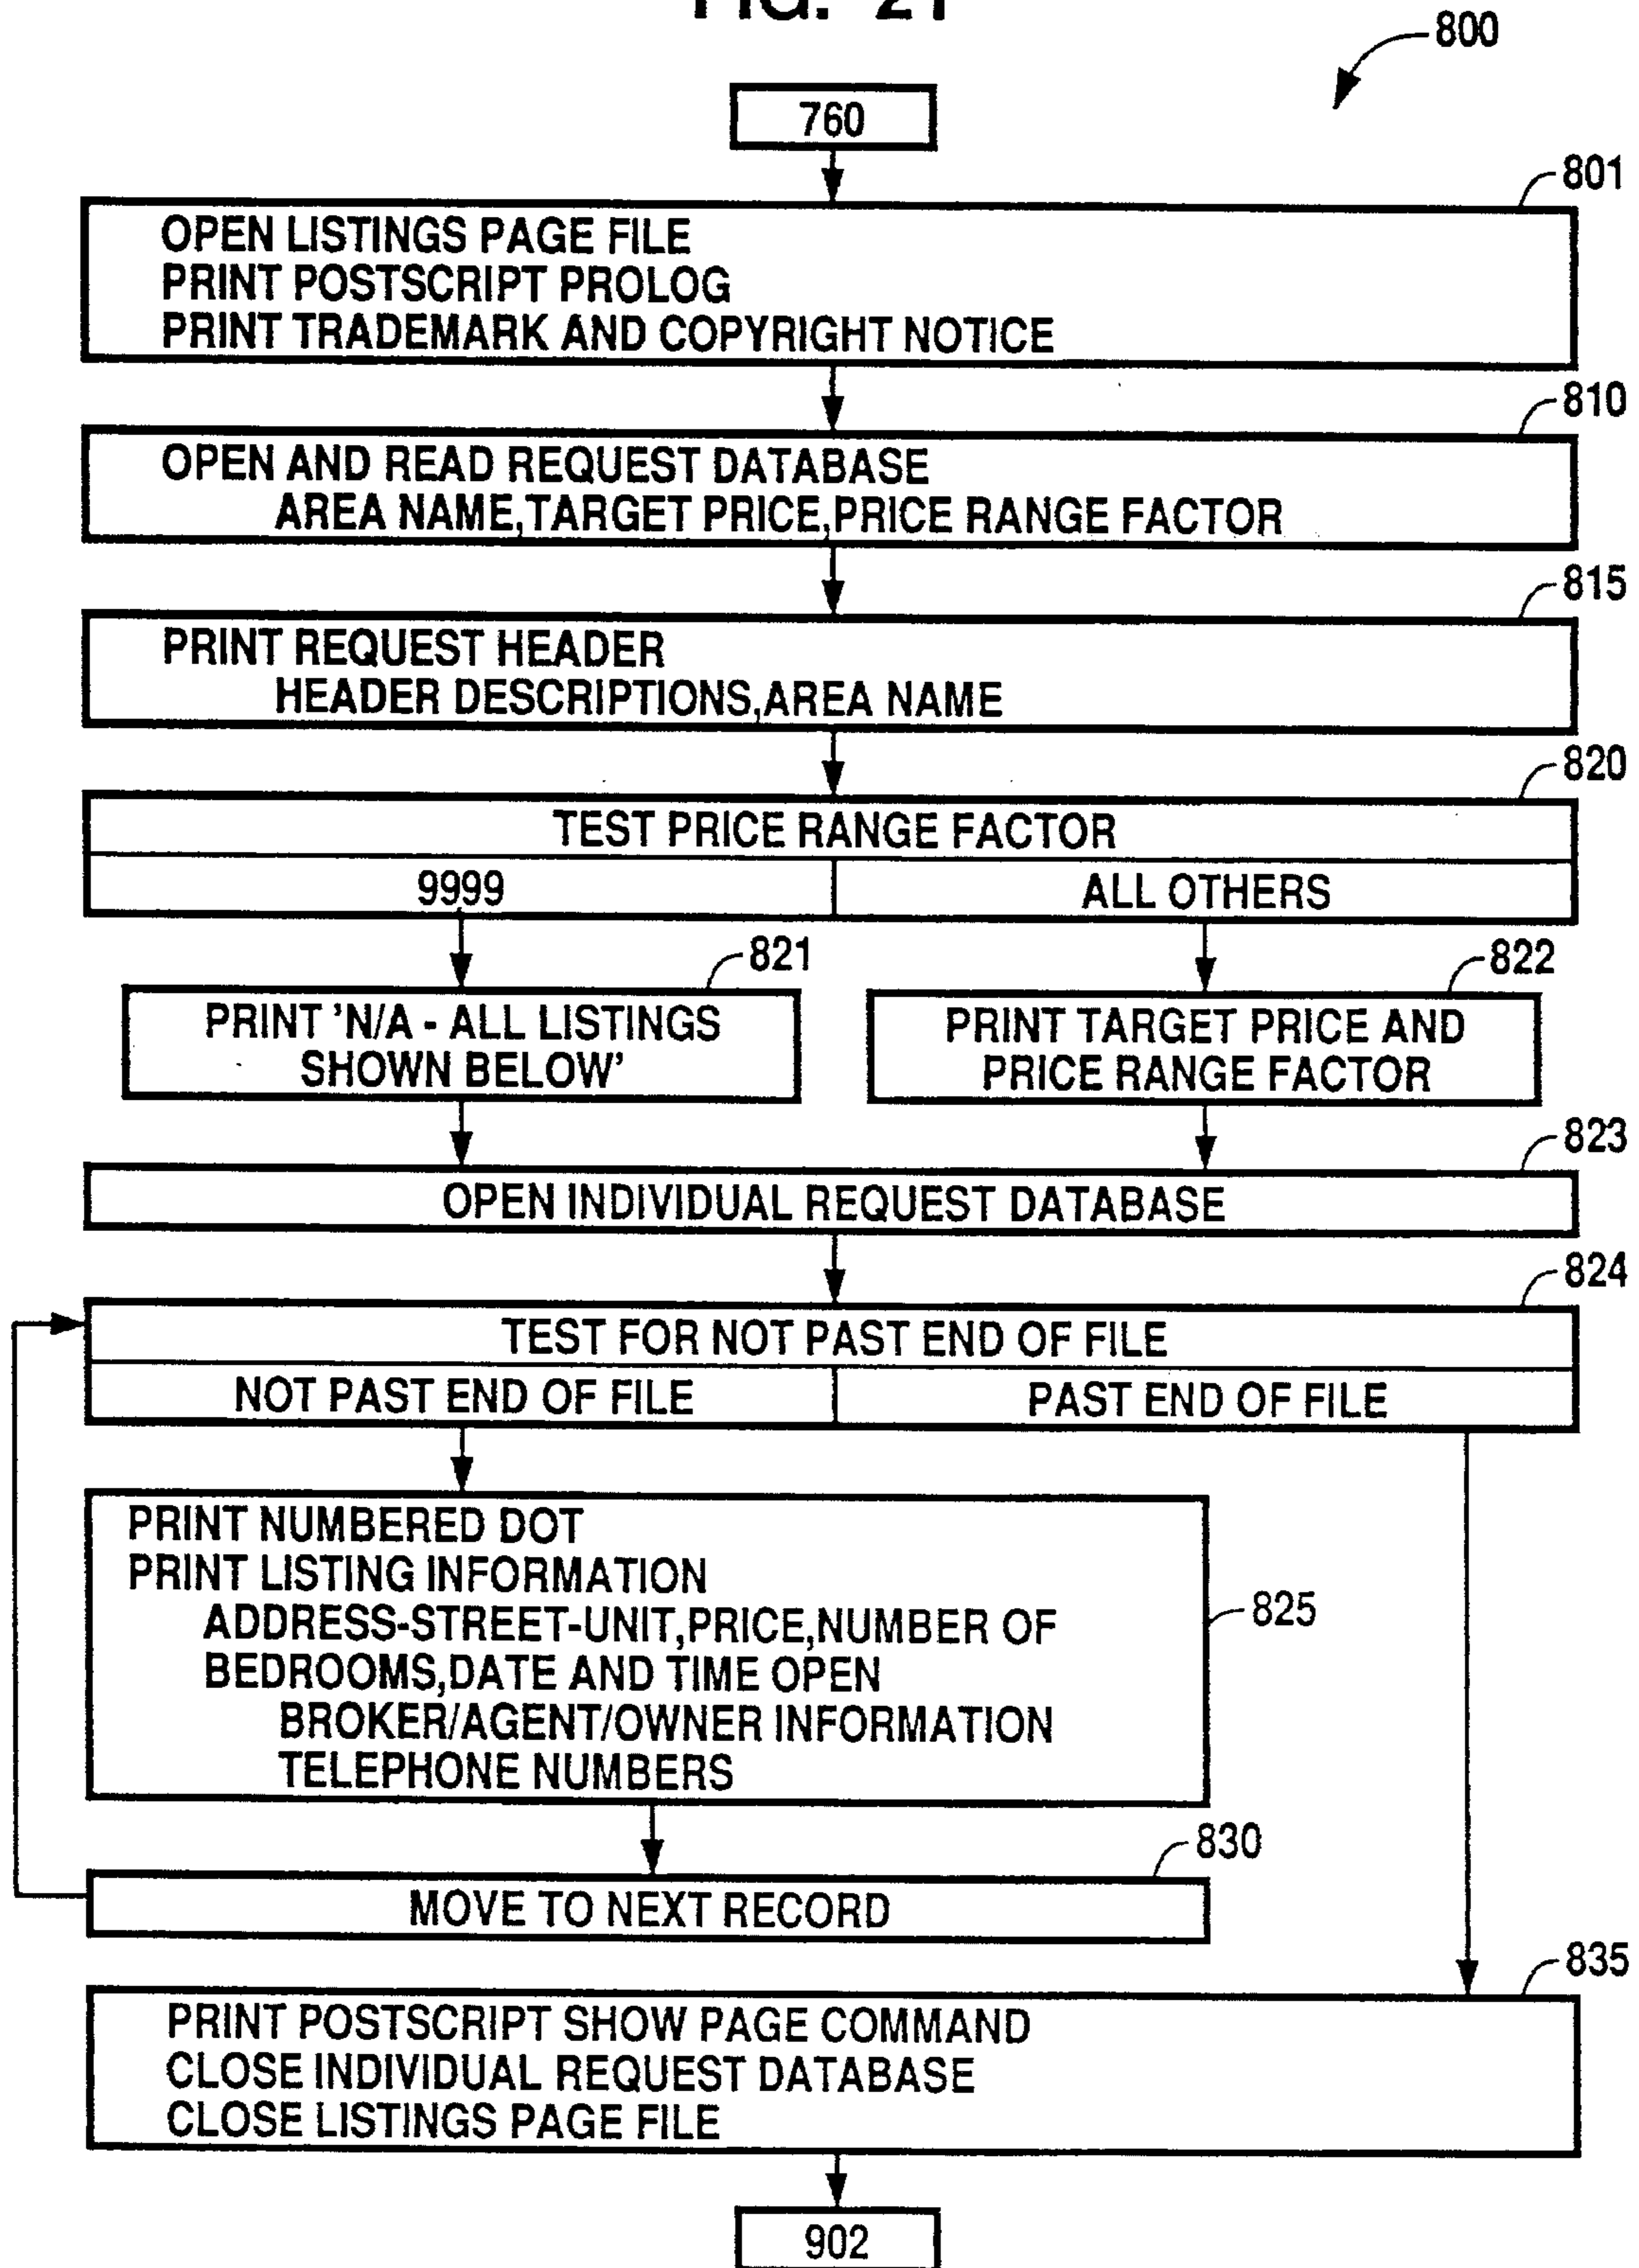 FIG. 21
800
760
801
OPEN LISTINGS PAGE FILE
PRINT POSTSCRIPT PROLOG
PRINT TRADEMARK AND COPYRIGHT NOTICE
810
OPEN AND READ REQUEST DATABASE
AREA NAME,TARGET PRICE,PRICE RANGE FACTOR
815
PRINT REQUEST HEADER
HEADER DESCRIPTIONS,AREA NAME
820
TEST PRICE RANGE FACTOR
9999
ALL OTHERS
821
822
PRINT 'N/A - ALL LISTINGS
SHOWN BELOW'
PRINT TARGET PRICE AND
PRICE RANGE FACTOR
823
OPEN INDIVIDUAL REQUEST DATABASE
824
TEST FOR NOT PAST END OF FILE
NOT PAST END OF FILE
PAST END OF FILE
PRINT NUMBERED DOT
PRINT LISTING INFORMATION
ADDRESS-STREET-UNIT,PRICE,NUMBER OF
BEDROOMS,DATE AND TIME OPEN
BROKER/AGENT/OWNER INFORMATION
TELEPHONE NUMBERS
825
830
MOVE TO NEXT RECORD
835
PRINT POSTSCRIPT SHOW PAGE COMMAND
CLOSE INDIVIDUAL REQUEST DATABASE
CLOSE LISTINGS PAGE FILE
902